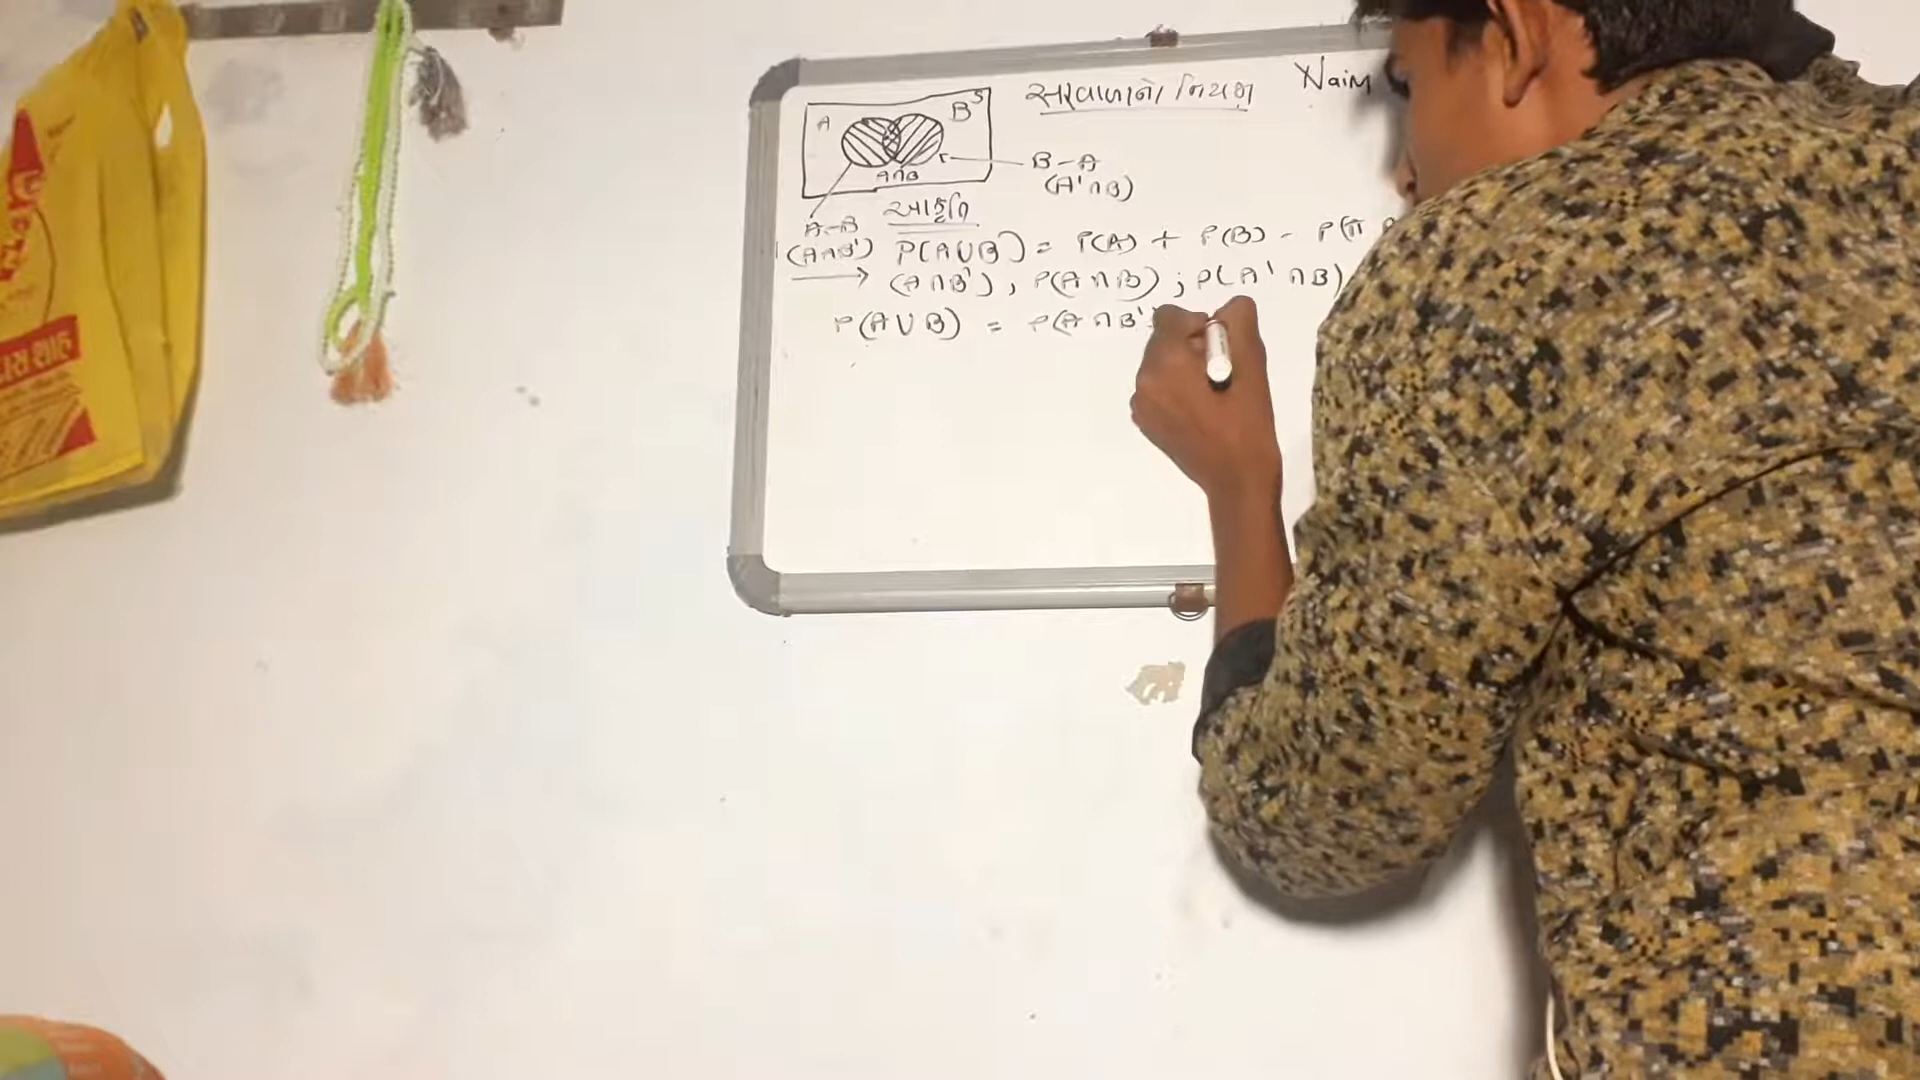 સરવાળાનો નિયમ Naim
S
A B
A∩B
B - A
(A'∩B)
A-B આકૃતિ
(A∩B') P(A∪B) = P(A) + P(B) -
→ (A∩B'), P(A∩B) ; P(A' ∩B)
P(A∪B) = P(A∩B')